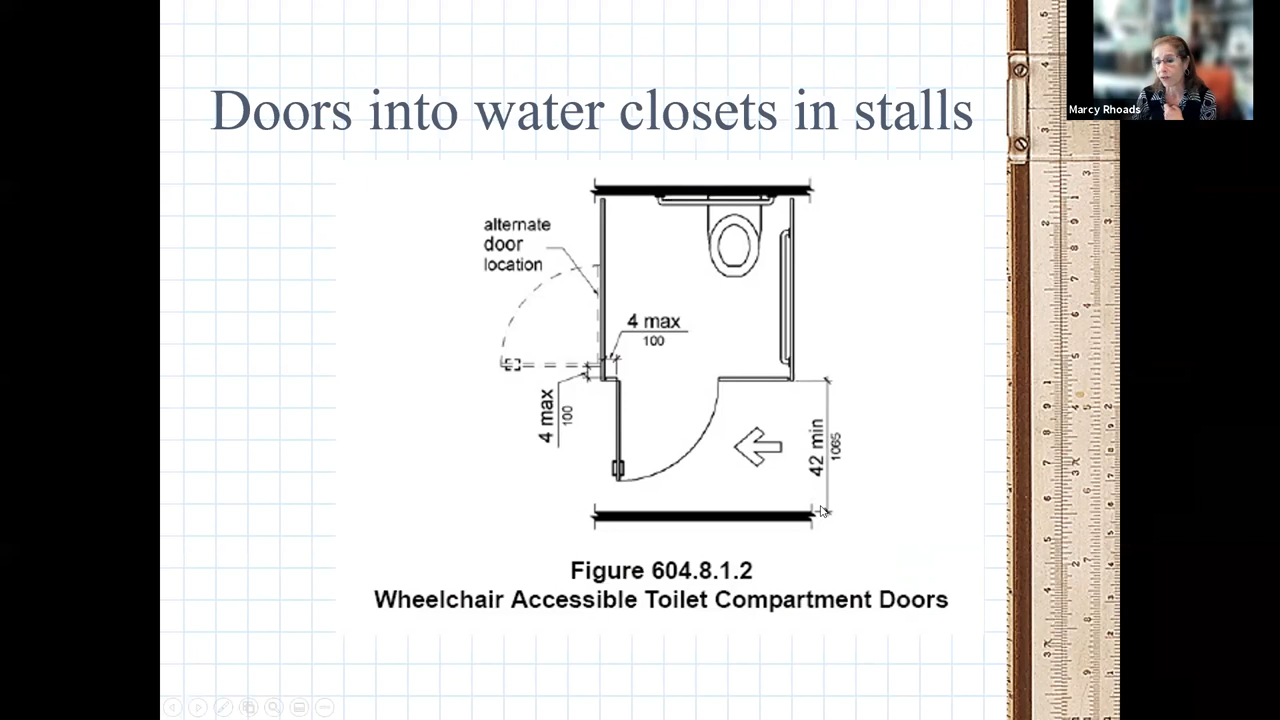 Doors into water closets in stalls
Marcy Rhoads
alternate
door
location
4 max
100
4 max
100
42 min
1065
Figure 604.8.1.2
Wheelchair Accessible Toilet Compartment Doors